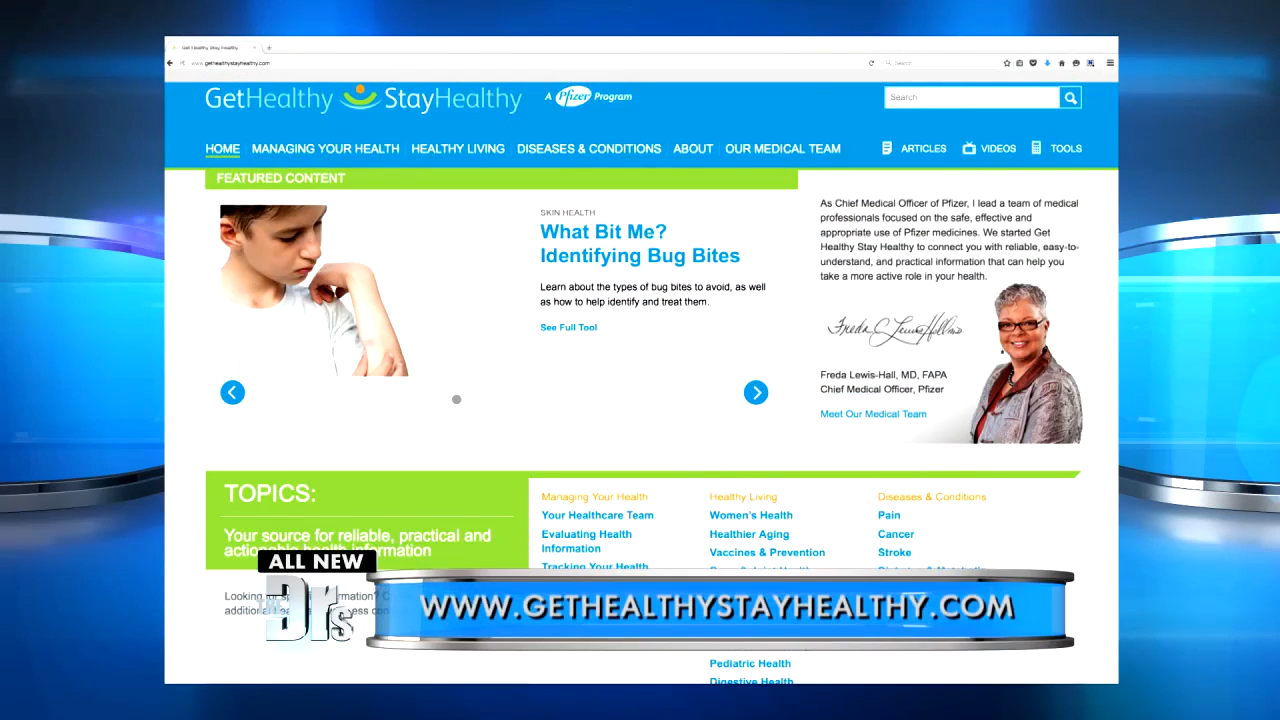 Get Healthy Stay Healthy
www.gethealthystayhealthy.com
Search
GetHealthy StayHealthy
A Pfizer Program
Search
HOME MANAGING YOUR HEALTH HEALTHY LIVING DISEASES & CONDITIONS ABOUT OUR MEDICAL TEAM
ARTICLES VIDEOS TOOLS
FEATURED CONTENT
SKIN HEALTH
What Bit Me?
Identifying Bug Bites
Learn about the types of bug bites to avoid, as well
as how to help identify and treat them.
See Full Tool
As Chief Medical Officer of Pfizer, I lead a team of medical
professionals focused on the safe, effective and
appropriate use of Pfizer medicines. We started Get
Healthy Stay Healthy to connect you with reliable, easy-to-
understand, and practical information that can help you
take a more active role in your health.
Freda Lewis-Hall, MD, FAPA
Chief Medical Officer, Pfizer
Meet Our Medical Team
TOPICS:
Your source for reliable, practical and
actionable health information
Looking for
additional
Managing Your Health
Your Healthcare Team
Evaluating Health
Information
Tracking Your Health
Healthy Living
Women's Health
Healthier Aging
Vaccines & Prevention
Pediatric Health
Digestive Health
Diseases & Conditions
Pain
Cancer
Stroke
ALL NEW
THE Drs
WWW.GETHEALTHYSTAYHEALTHY.COM